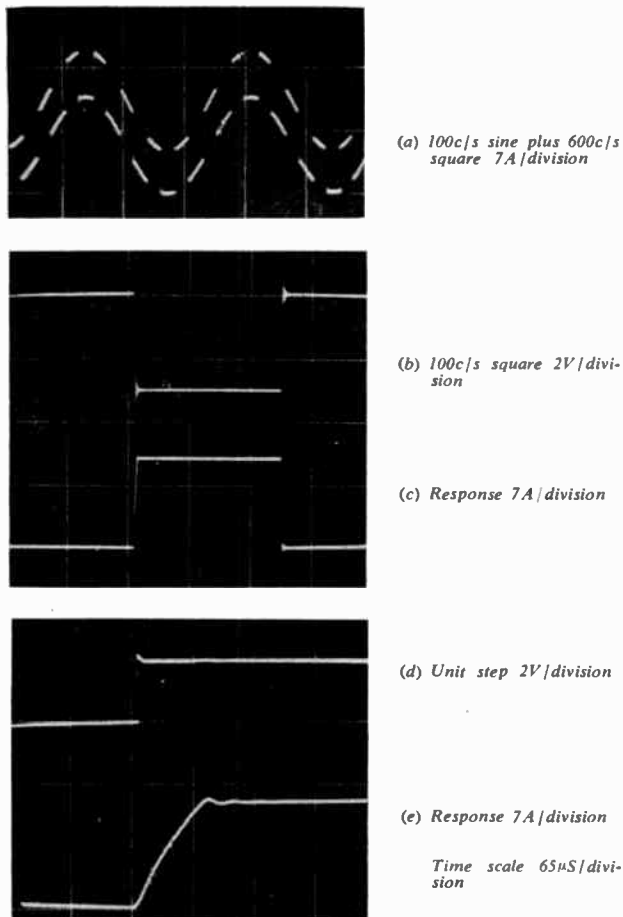 (a) 100c/s sine plus 600c/s
square 7A/division
(b) 100c/s square 2V/divi-
sion
(c) Response 7A/division
(d) Unit step 2V/division
(e) Response 7A/division
Time scale 65µS/divi-
sion